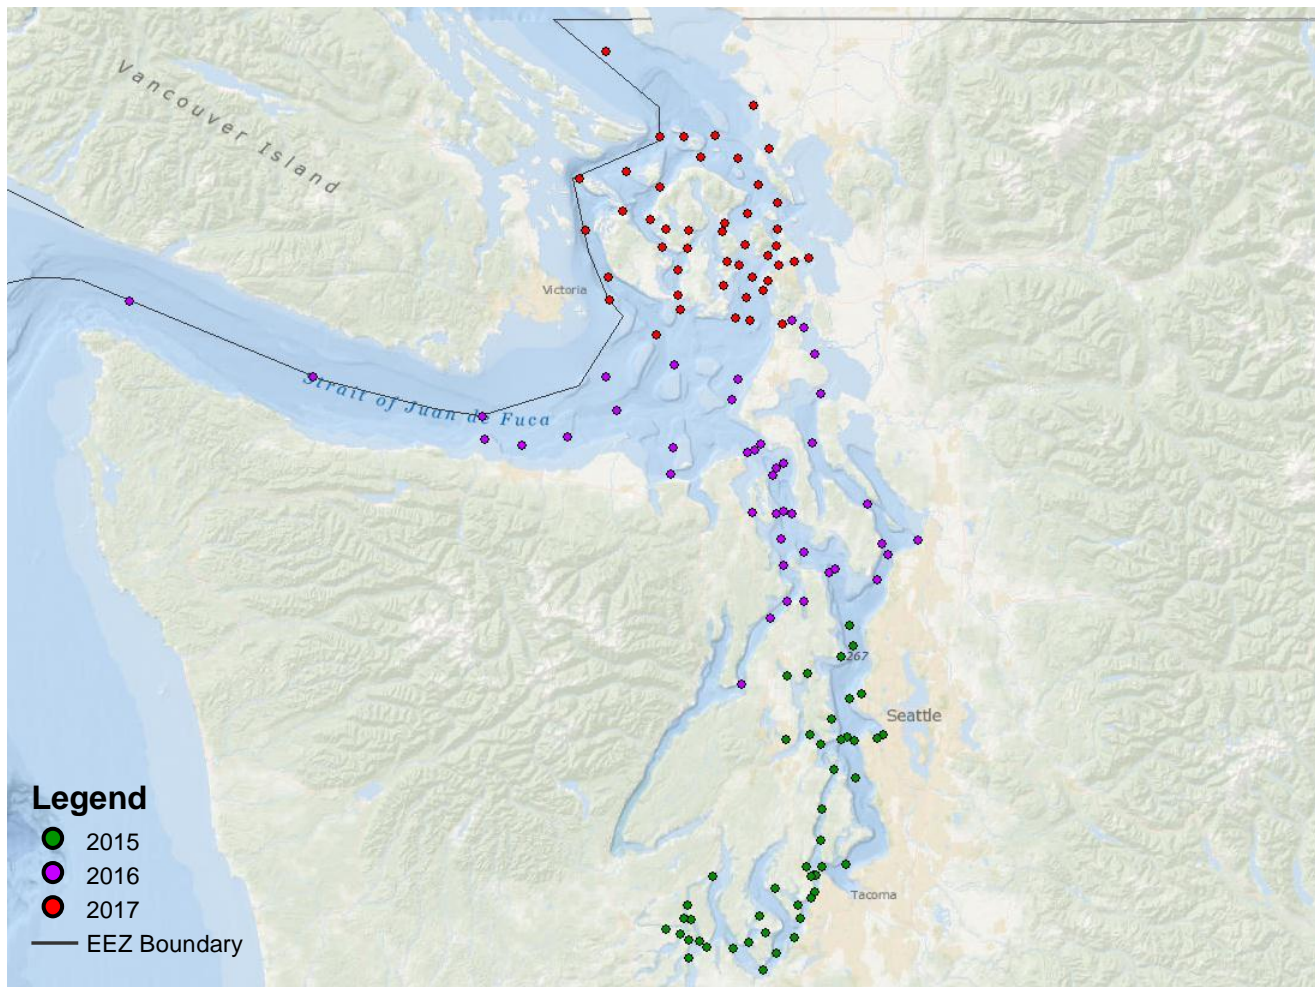 Vancouver Island
Victoria
Strait of Juan de Fuca
267
Seattle
Tacoma
Legend
2015
2016
2017
EEZ Boundary